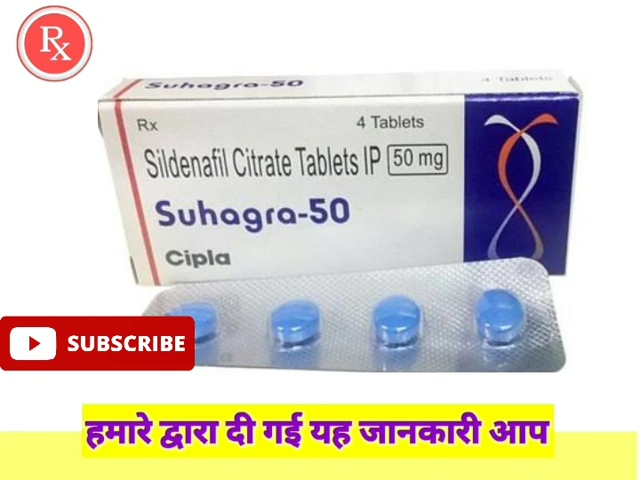 Rx
Suhagra-50
4 Tablets
Rx
4 Tablets
Sildenafil Citrate Tablets IP 50 mg
Suhagra-50
Cipla
SUBSCRIBE
हमारे द्वारा दी गई यह जानकारी आप